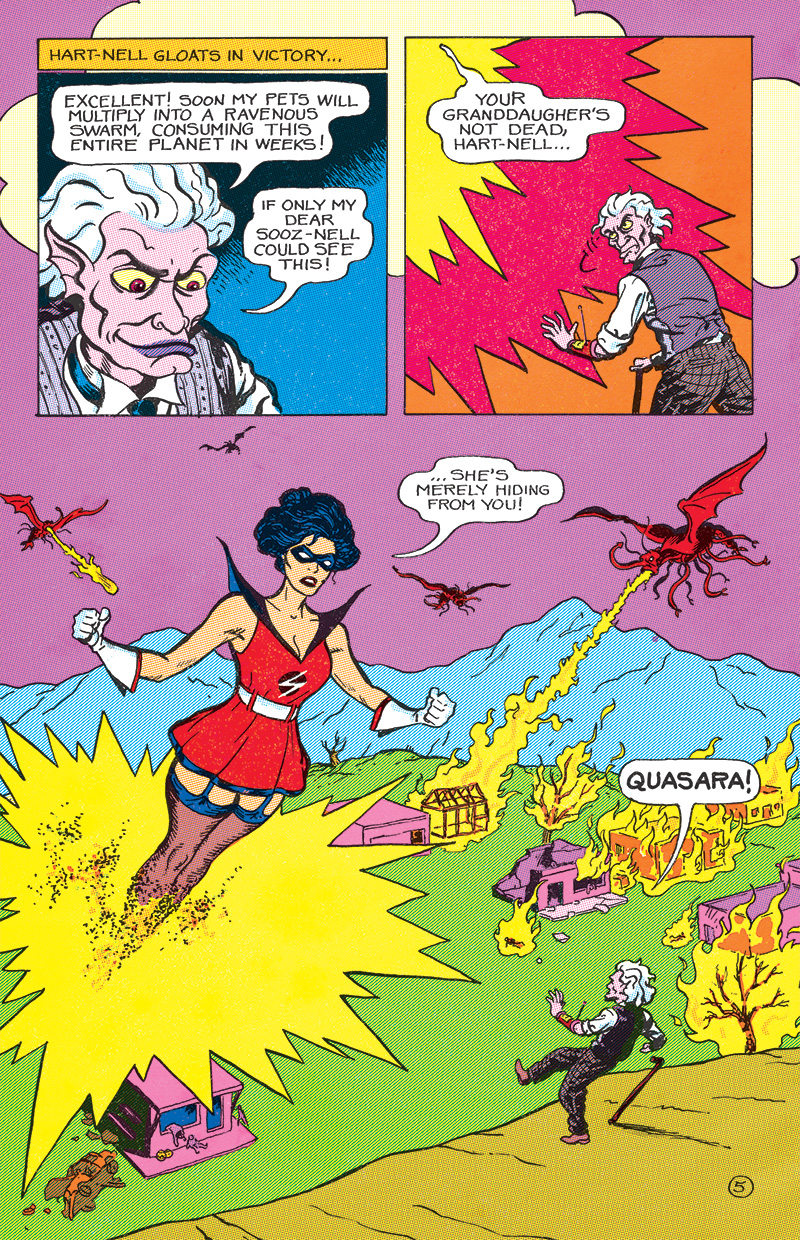 HART-NELL GLOATS IN VICTORY...
EXCELLENT! SOON MY PETS WILL
MULTIPLY INTO A RAVENOUS
SWARM, CONSUMING THIS
ENTIRE PLANET IN WEEKS!
IF ONLY MY
DEAR
SOOZ-NELL
COULD SEE
THIS!
YOUR
GRANDDAUGHER'S
NOT DEAD,
HART-NELL...
...SHE'S
MERELY HIDING
FROM YOU!
QUASARA!
5